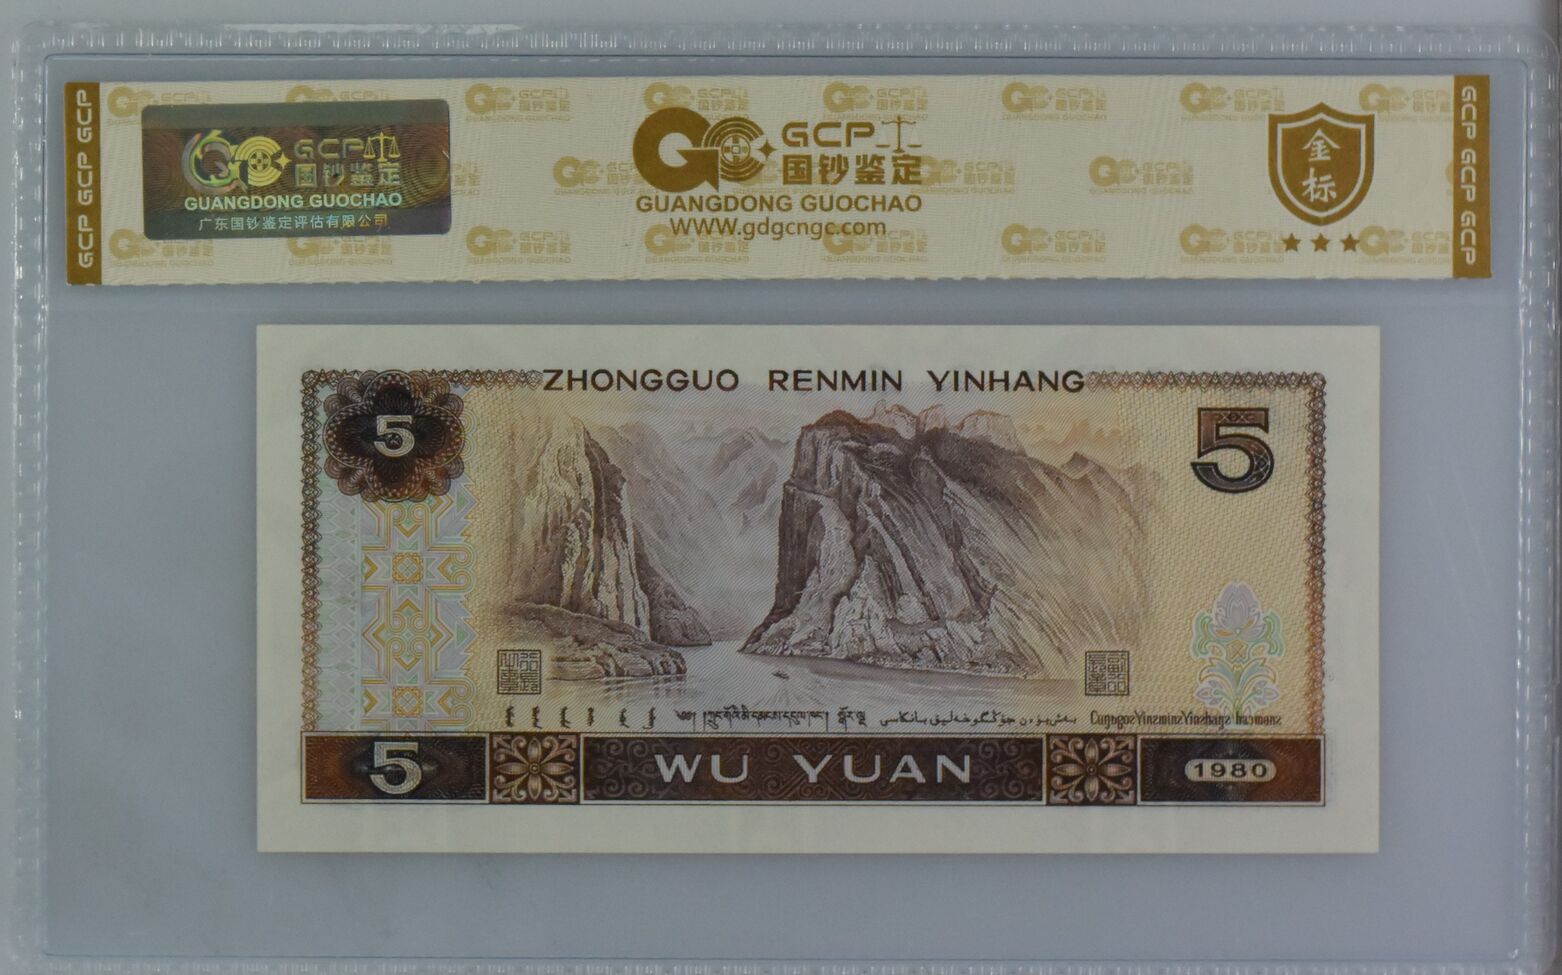 GCP GCP GCP
GCP
国钞鉴定
GUANGDONG GUOCHAO
广东国钞鉴定评估有限公司
GCP
国钞鉴定
GUANGDONG GUOCHAO
WWW.gdgcngc.com
金标
GCP GCP GCP
ZHONGGUO RENMIN YINHANG
5
5
5
WU YUAN
1980